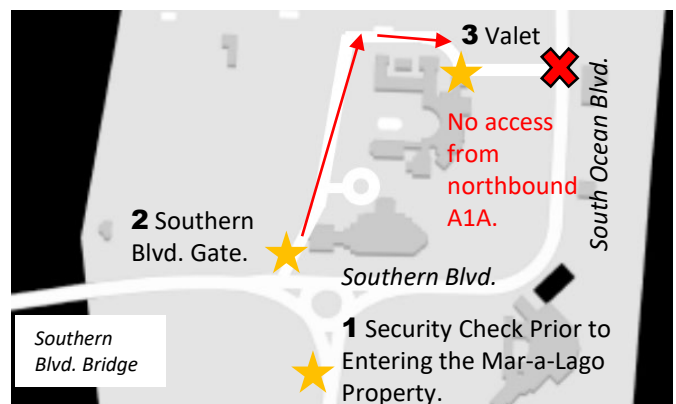 3 Valet
No access
from
northbound
A1A.
South Ocean Blvd.
2 Southern
Blvd. Gate.
Southern Blvd.
1 Security Check Prior to
Entering the Mar-a-Lago
Property.
Southern
Blvd. Bridge